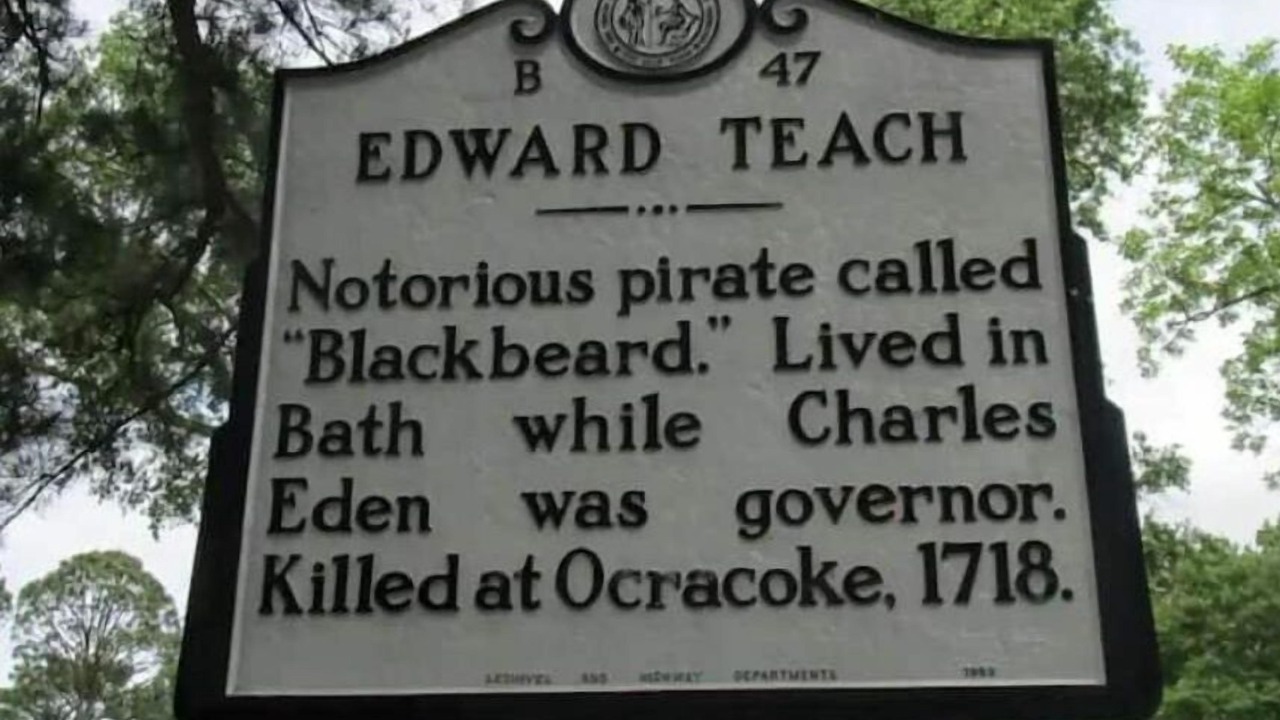 B 47
EDWARD TEACH
Notorious pirate called
"Blackbeard." Lived in
Bath while Charles
Eden was governor.
Killed at Ocracoke, 1718.
DEPARTMENTS